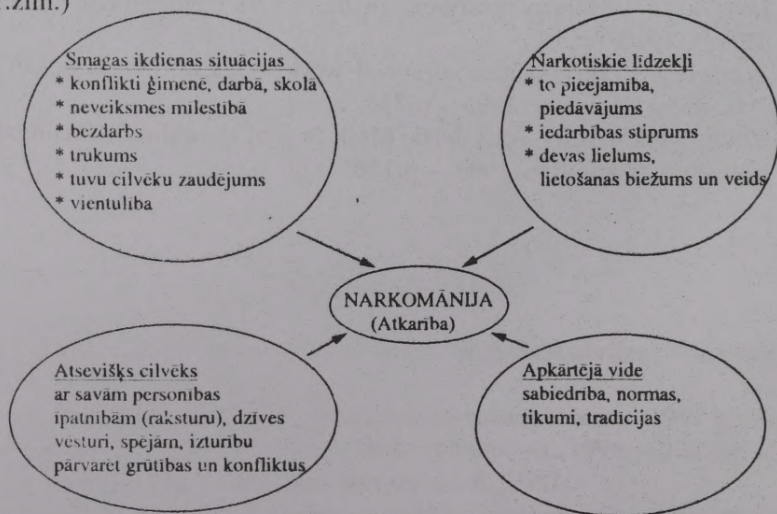 .zīm.)
Smagas ikdienas situācijas
* konflikti ģimenē, darbā, skolā
* neveiksmes mīlestībā
* bezdarbs
* trūkums
* tuvu cilvēku zaudējums
* vientulība
Narkotiskie līdzekļi
* to pieejamība,
piedāvājums
* iedarbības stiprums
* devas lielums,
lietošanas biežums un veids
NARKOMĀNIJA
(Atkarība)
Atsevišķs cilvēks
ar savām personības
īpatnībām (raksturu), dzīves
vēsturi, spējām, izturību
pārvarēt grūtības un konfliktus
Apkārtējā vide
sabiedrība, normas,
tikumi, tradīcijas